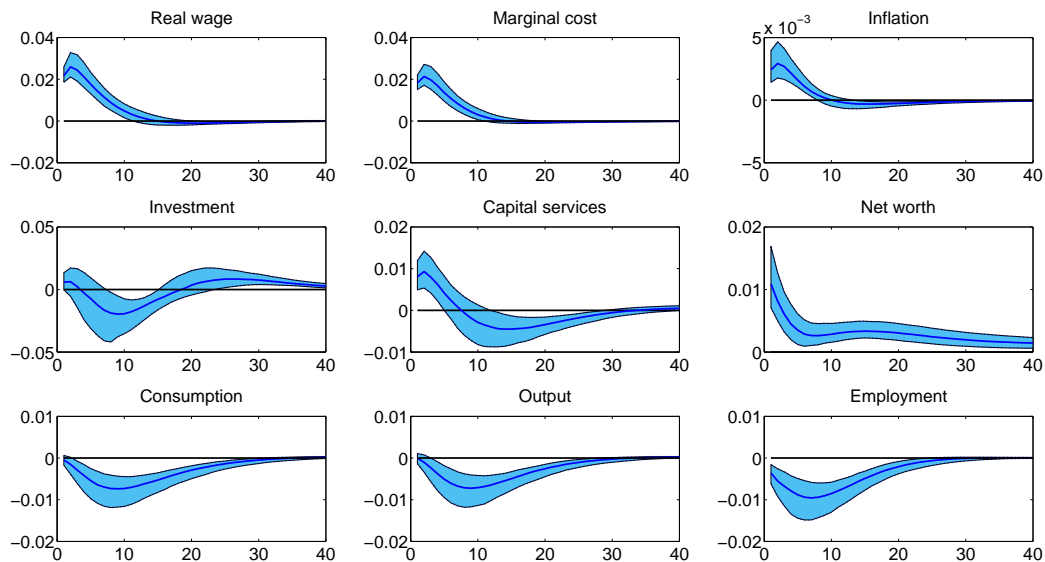 Real wage
0.04
0.02
0
−0.02
0 10 20 30 40
Marginal cost
0.04
0.02
0
−0.02
0 10 20 30 40
Inflation
5 x 10−3
0
−5
0 10 20 30 40
Investment
0.05
0
−0.05
0 10 20 30 40
Capital services
0.02
0.01
0
−0.01
0 10 20 30 40
Net worth
0.02
0.01
0
0 10 20 30 40
Consumption
0.01
0
−0.01
−0.02
0 10 20 30 40
Output
0.01
0
−0.01
−0.02
0 10 20 30 40
Employment
0.01
0
−0.01
−0.02
0 10 20 30 40